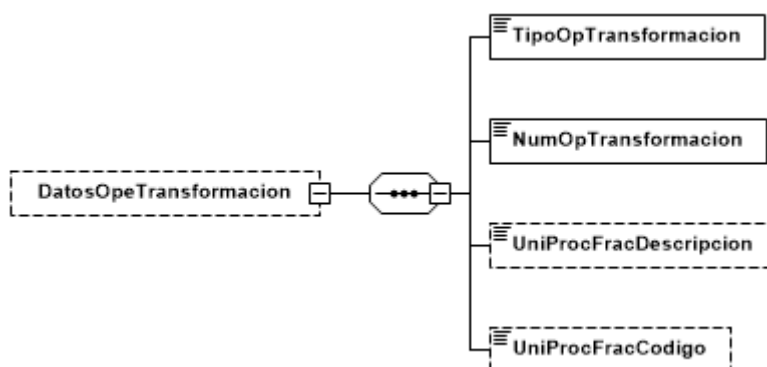 TipoOpTransformacion
NumOpTransformacion
DatosOpeTransformacion
UniProcFracDescripcion
UniProcFracCodigo